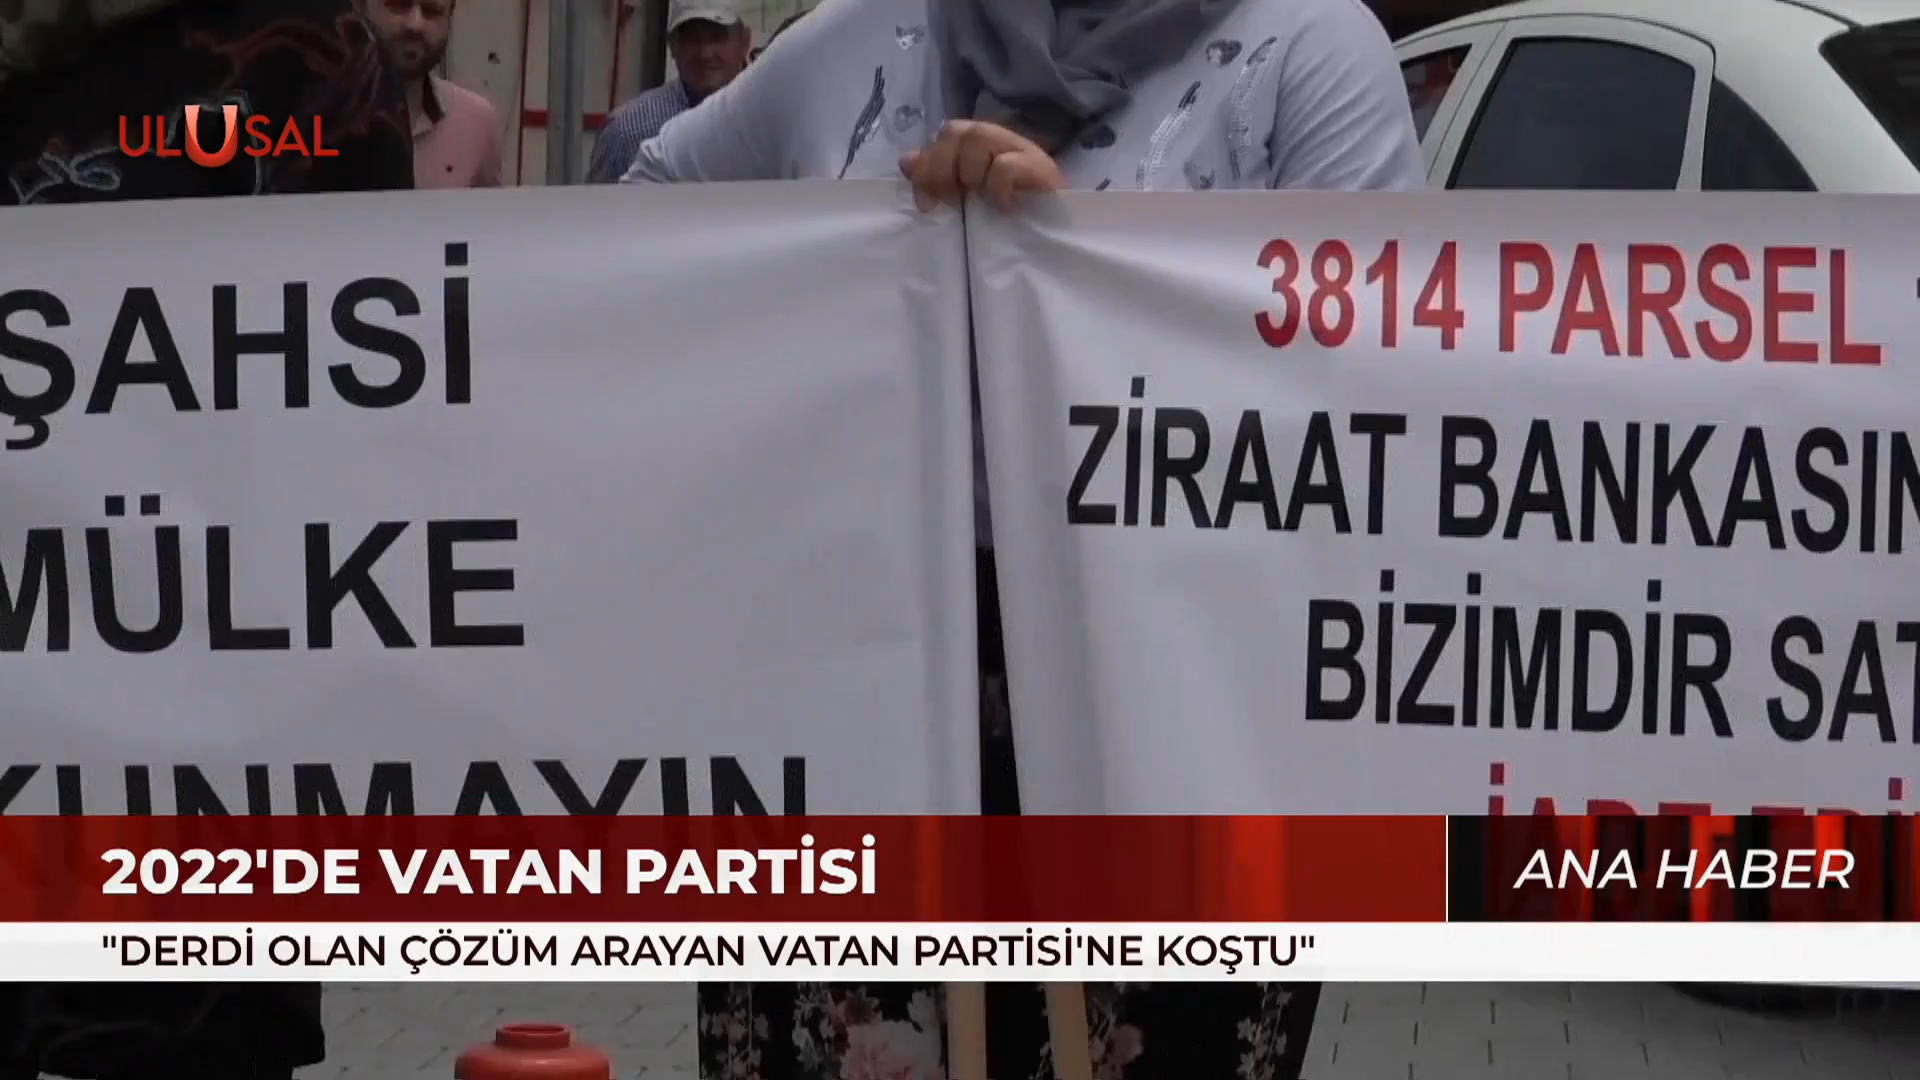 ULUSAL
ŞAHSİ
MÜLKE
3814 PARSEL
ZİRAAT BANKASIN
BİZİMDİR SAT
2022'DE VATAN PARTİSİ
ANA HABER
"DERDİ OLAN ÇÖZÜM ARAYAN VATAN PARTİSİ'NE KOŞTU"